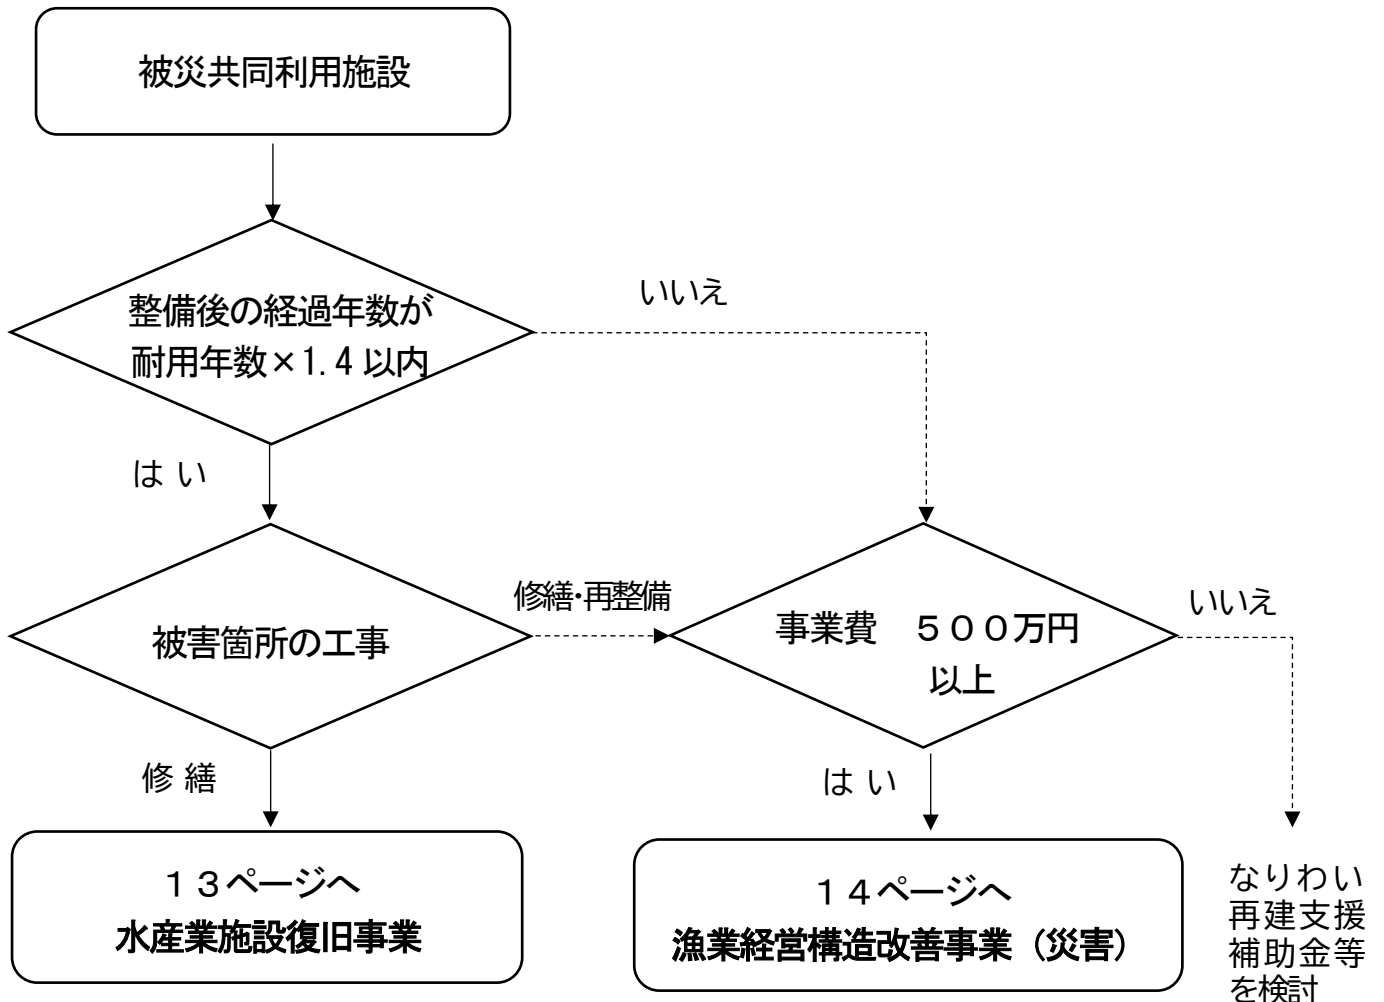 被災共同利用施設
整備後の経過年数が
耐用年数×1.4 以内
いいえ
は い
被害箇所の工事
修繕・再整備
事業費　５００万円
以上
いいえ
修 繕
は い
１３ページへ
水産業施設復旧事業
１４ページへ
漁業経営構造改善事業（災害）
なりわい
再建支援
補助金等
を検討